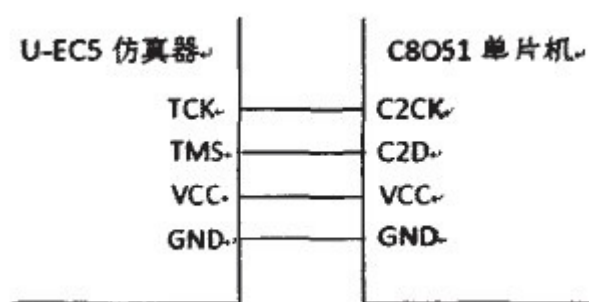 U-EC5 仿真器
C8051 单片机
TCK
C2CK
TMS
C2D
VCC
VCC
GND
GND